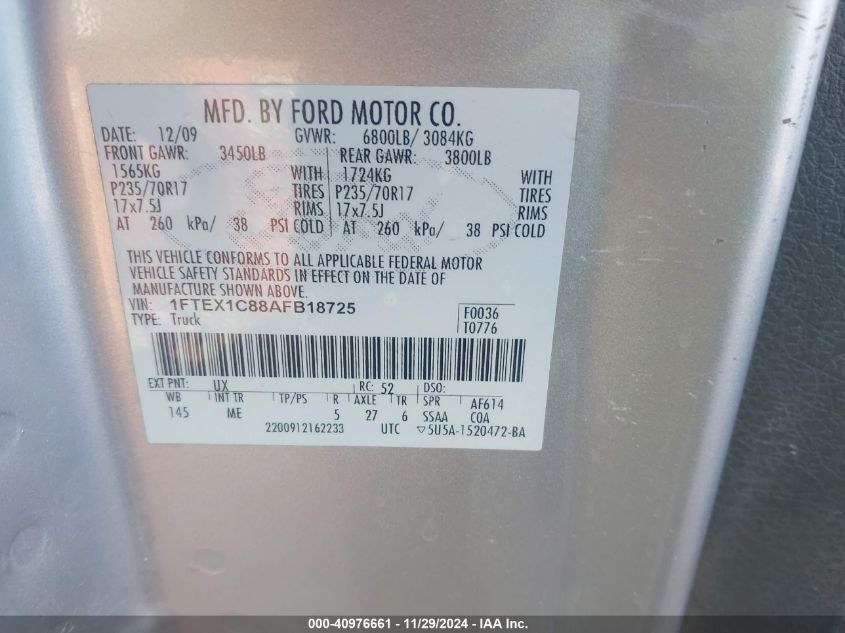 MFD. BY FORD MOTOR CO.
DATE: 12/09 GVWR: 6800LB/ 3084KG
FRONT GAWR: 3450LB REAR GAWR: 3800LB
1565KG WITH 1724KG WITH
P235/70R17 TIRES P235/70R17 TIRES
17x7.5J RIMS 17x7.5J RIMS
AT 260 kPa/ 38 PSI COLD AT 260 kPa/ 38 PSI COLD
THIS VEHICLE CONFORMS TO ALL APPLICABLE FEDERAL MOTOR
VEHICLE SAFETY STANDARDS IN EFFECT ON THE DATE OF
MANUFACTURE SHOWN ABOVE.
VIN: 1FTEX1C88AFB18725 F0036
TYPE: Truck T0776
EXT PNT: UX RC: 52 DSO:
WB INT TR TP/PS R AXLE TR SPR AF614
145 ME 5 27 6 SSAA COA
2200912162233 UTC ▽5U5A-1520472-BA
000-40976661 - 11/29/2024 - IAA Inc.